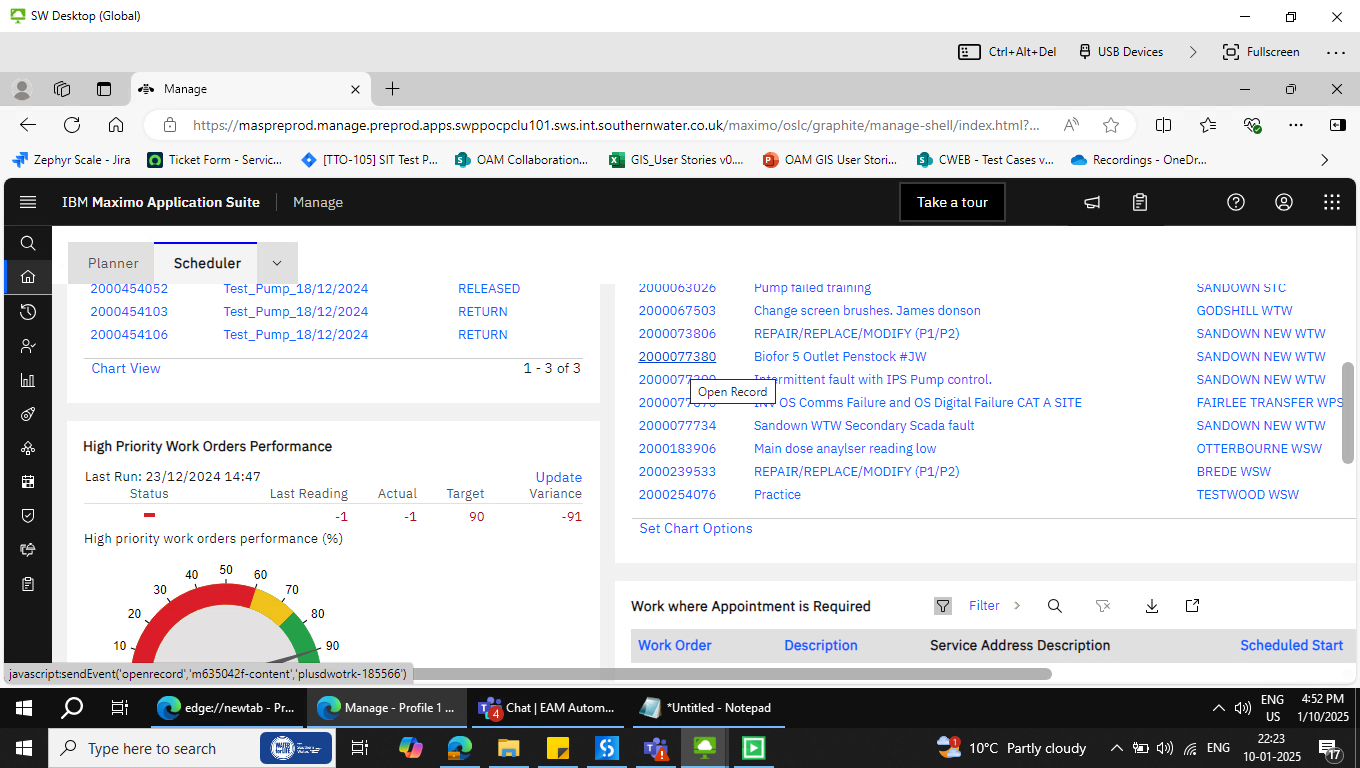 SW Desktop (Global)
Ctrl+Alt+Del USB Devices Fullscreen
Manage
https://maspreprod.manage.preprod.apps.swppocpclu101.sws.int.southernwater.co.uk/maximo/oslc/graphite/manage-shell/index.html?...
Zephyr Scale - Jira Ticket Form - Servic... [TTO-105] SIT Test P... OAM Collaboration... GIS_User Stories v0.... OAM GIS User Stori... CWEB - Test Cases v... Recordings - OneDr...
IBM Maximo Application Suite Manage Take a tour
Planner Scheduler
2000454052 Test_Pump_18/12/2024 RELEASED
2000454103 Test_Pump_18/12/2024 RETURN
2000454106 Test_Pump_18/12/2024 RETURN
Chart View 1 - 3 of 3
High Priority Work Orders Performance
Last Run: 23/12/2024 14:47 Update
Status Last Reading Actual Target Variance
-1 -1 90 -91
High priority work orders performance (%)
10 20 30 40 50 60 70 80 90
2000063026 Pump failed training SANDOWN STC
2000067503 Change screen brushes. James donson GODSHILL WTW
2000073806 REPAIR/REPLACE/MODIFY (P1/P2) SANDOWN NEW WTW
2000077380 Biofor 5 Outlet Penstock #JW SANDOWN NEW WTW
Intermittent fault with IPS Pump control. SANDOWN NEW WTW
Open Record
OS Comms Failure and OS Digital Failure CAT A SITE FAIRLEE TRANSFER WPS
2000077734 Sandown WTW Secondary Scada fault SANDOWN NEW WTW
2000183906 Main dose anaylser reading low OTTERBOURNE WSW
2000239533 REPAIR/REPLACE/MODIFY (P1/P2) BREDE WSW
2000254076 Practice TESTWOOD WSW
Set Chart Options
Work where Appointment is Required Filter
Work Order Description Service Address Description Scheduled Start
javascript:sendEvent('openrecord','m635042f-content','plusdwotrk-185566')
edge://newtab - Pr... Manage - Profile 1 ... 4 Chat | EAM Autom... *Untitled - Notepad ENG US 4:52 PM 1/10/2025
Type here to search 1 10°C Partly cloudy ENG 22:23 10-01-2025 17